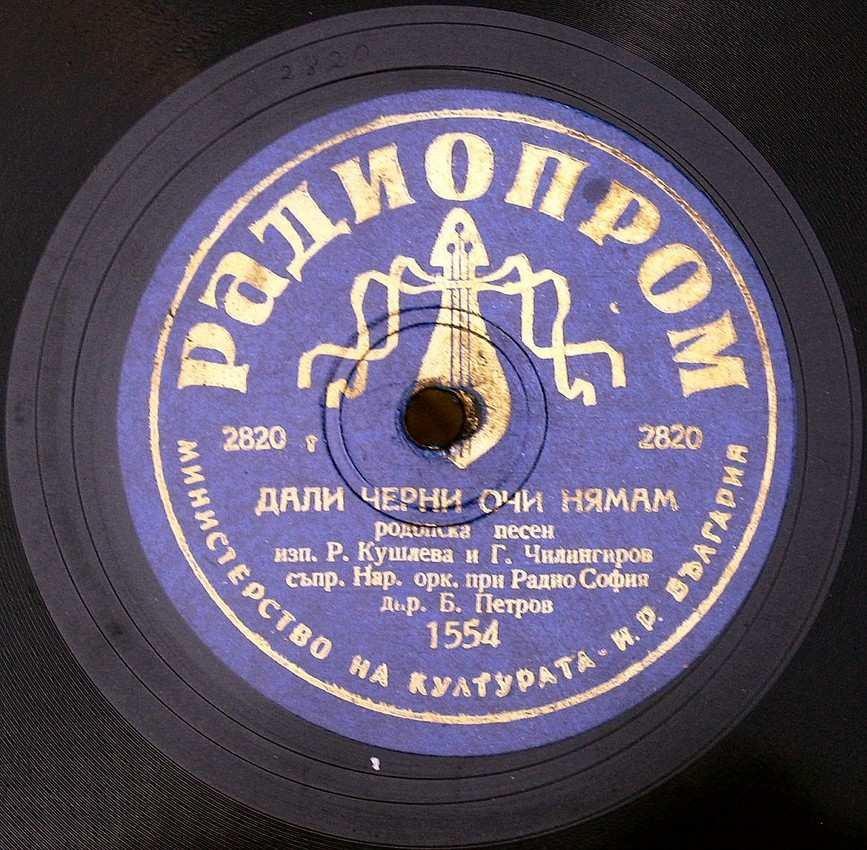 2820
РАДИОПРОМ
2820 т 2820
ДАЛИ ЧЕРНИ ОЧИ НЯМАМ
родопска песен
изп. Р. Кушлева и Г. Чилингиров
съпр. Нар. орк. при Радио София
дир. Б. Петров
1554
МИНИСТЕРСТВО НА КУЛТУРАТА - Н. Р. БЪЛГАРИЯ